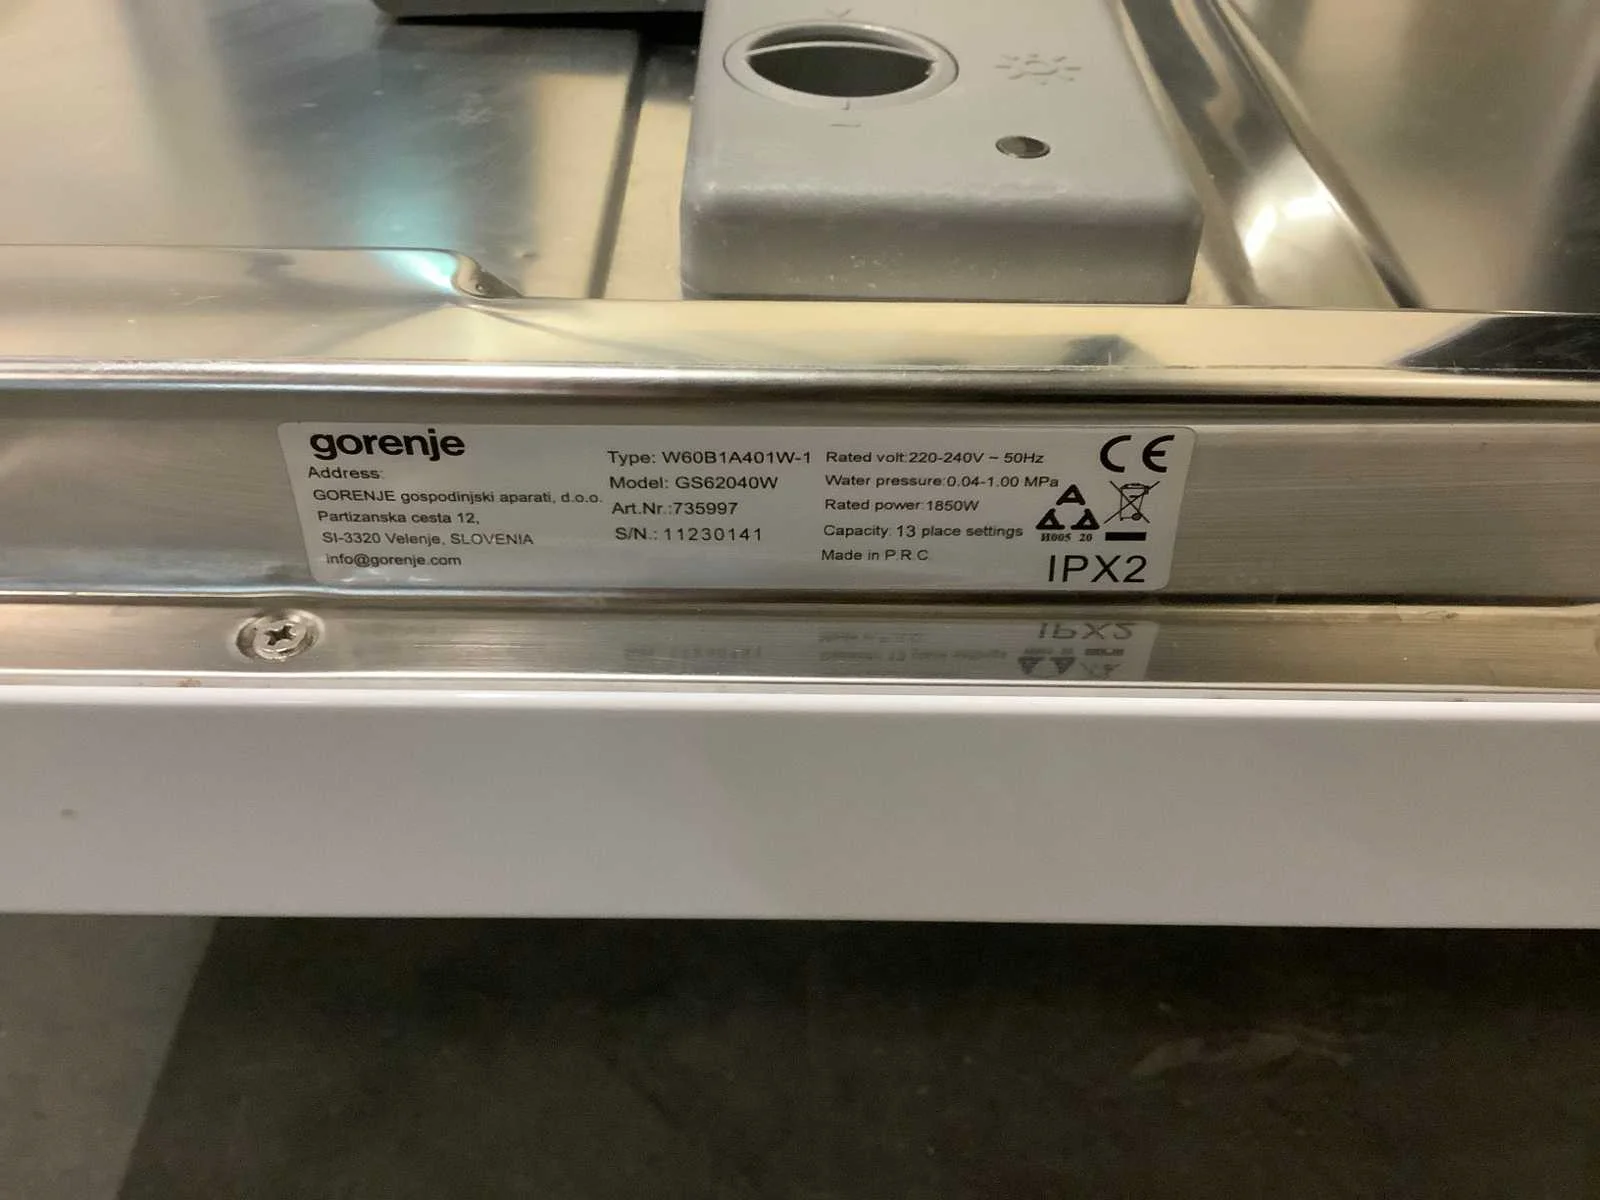 gorenje
Address:
GORENJE gospodinjski aparati, d.o.o.
Partizanska cesta 12,
SI-3320 Velenje, SLOVENIA
info@gorenje.com
Type: W60B1A401W-1
Model: GS62040W
Art.Nr.:735997
S/N.: 11230141
Rated volt:220-240V ~ 50Hz
Water pressure:0.04-1.00 MPa
Rated power:1850W
Capacity: 13 place settings
Made in P.R.C.
CE
И005 20
IPX2